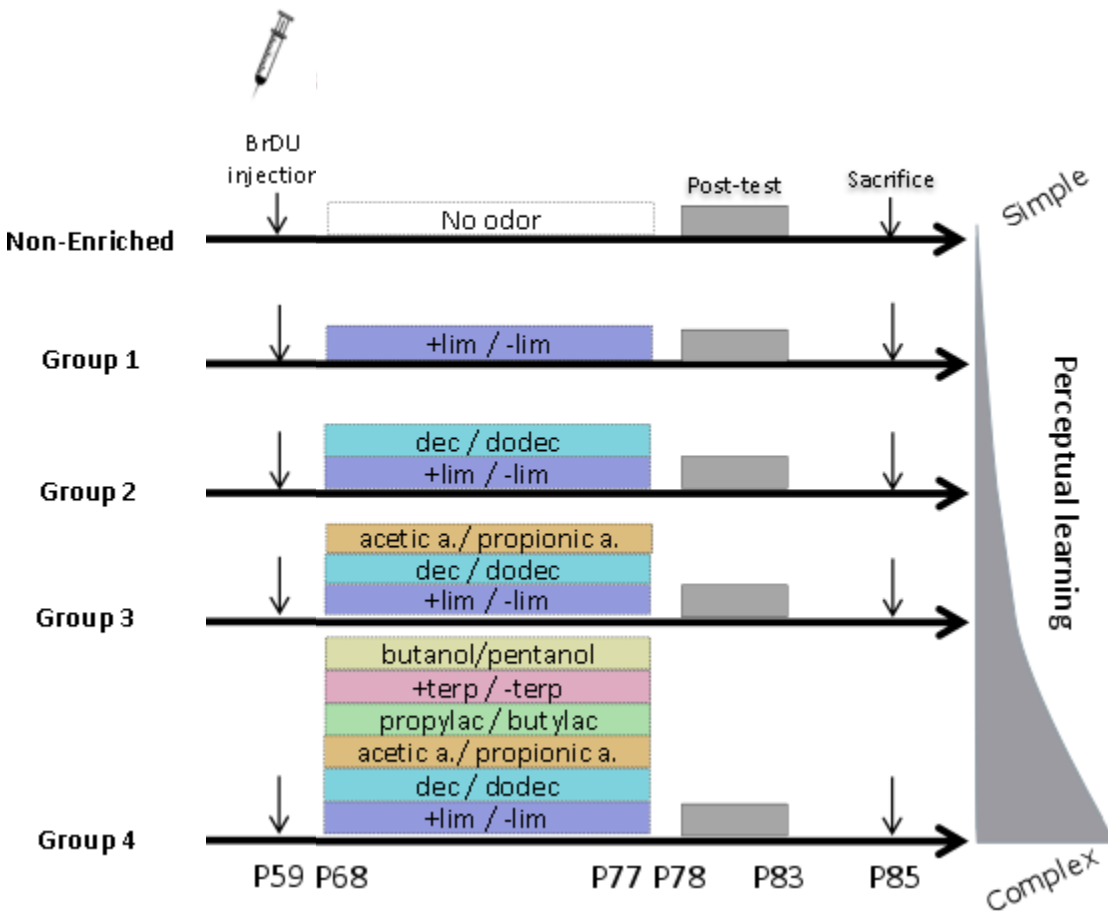 BrDU
injection
Post-test
Sacrifice
Simple
No odor
Non-Enriched
+lim / -lim
Group 1
dec / dodec
+lim / -lim
Group 2
acetic a./ propionic a.
dec / dodec
+lim / -lim
Group 3
Perceptual learning
butanol/pentanol
+terp / -terp
propylac / butylac
acetic a./ propionic a.
dec / dodec
+lim / -lim
Group 4
P59 P68 P77 P78 P83 P85
Complex